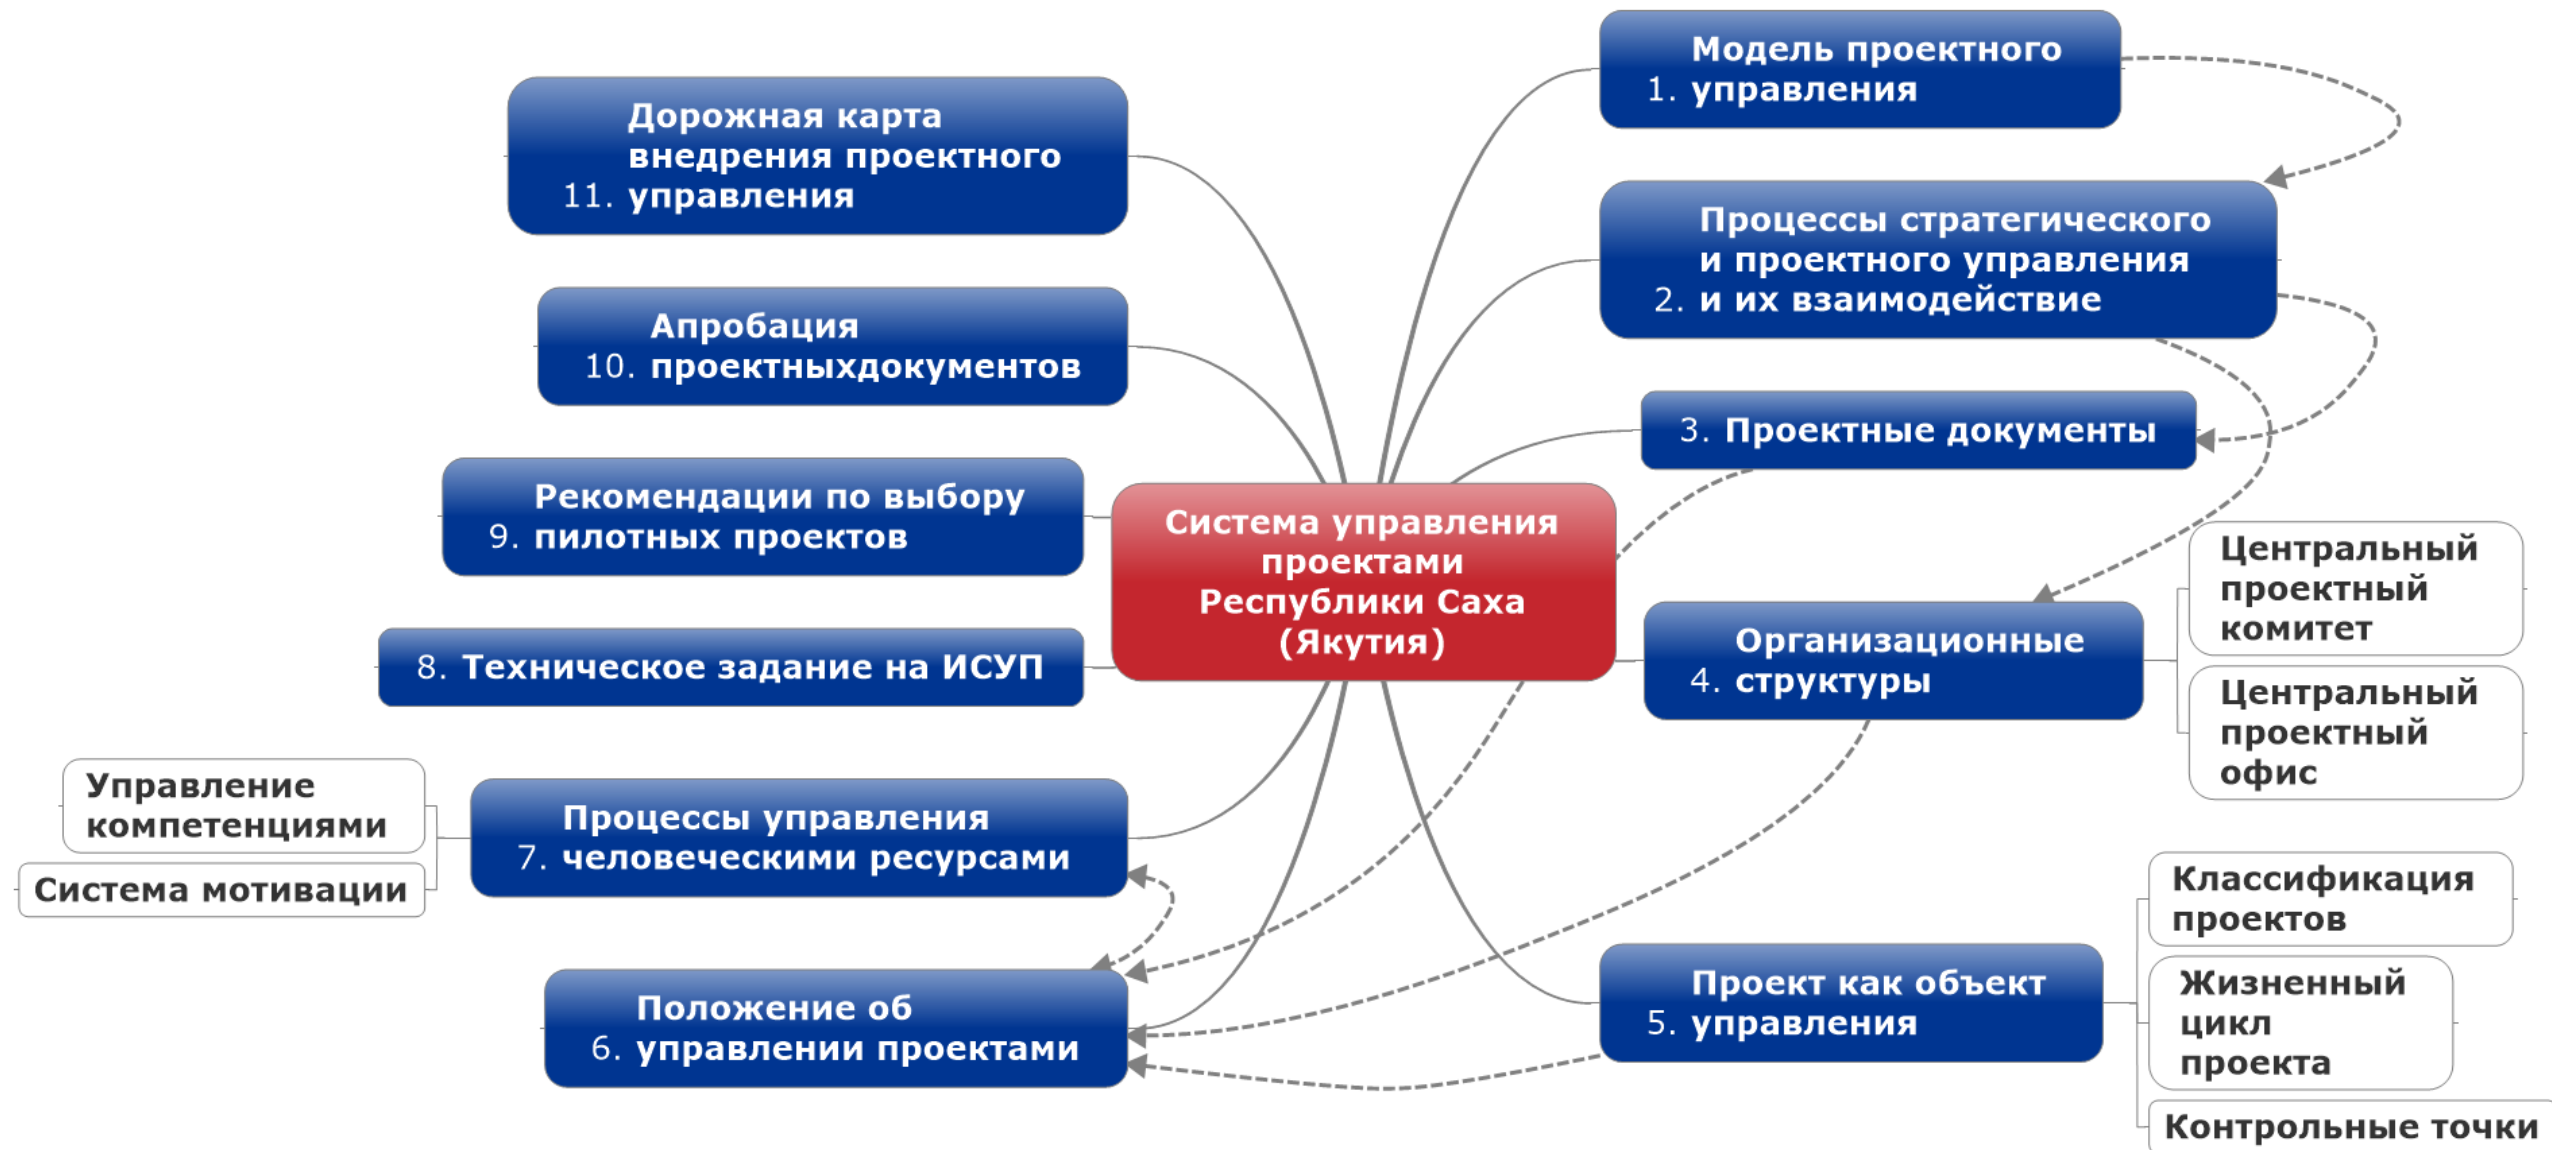 Модель проектного
1. управления
Процессы стратегического
и проектного управления
2. и их взаимодействие
3. Проектные документы
Организационные
4. структуры
Центральный
проектный
комитет
Центральный
проектный
офис
Проект как объект
5. управления
Классификация
проектов
Жизненный
цикл
проекта
Контрольные точки
Положение об
6. управлении проектами
Процессы управления
7. человеческими ресурсами
Управление
компетенциями
Система мотивации
8. Техническое задание на ИСУП
Рекомендации по выбору
9. пилотных проектов
Апробация
10. проектныхдокументов
Дорожная карта
внедрения проектного
11. управления
Система управления
проектами
Республики Саха
(Якутия)